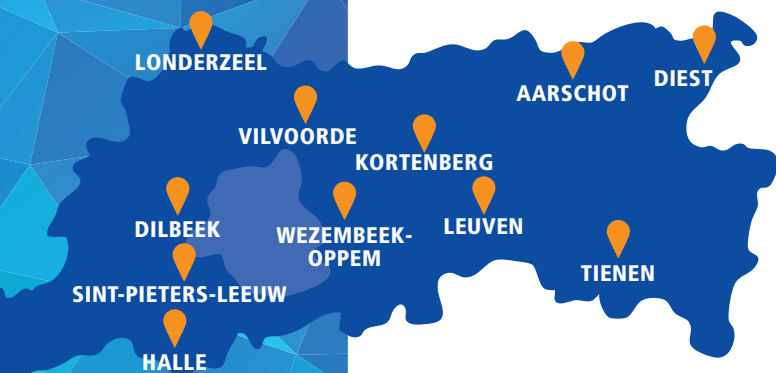 LONDERZEEL
DIEST
AARSCHOT
VILVOORDE
KORTENBERG
DILBEEK
WEZEMBEEK-
OPPEM
LEUVEN
TIENEN
SINT-PIETERS-LEEUW
HALLE